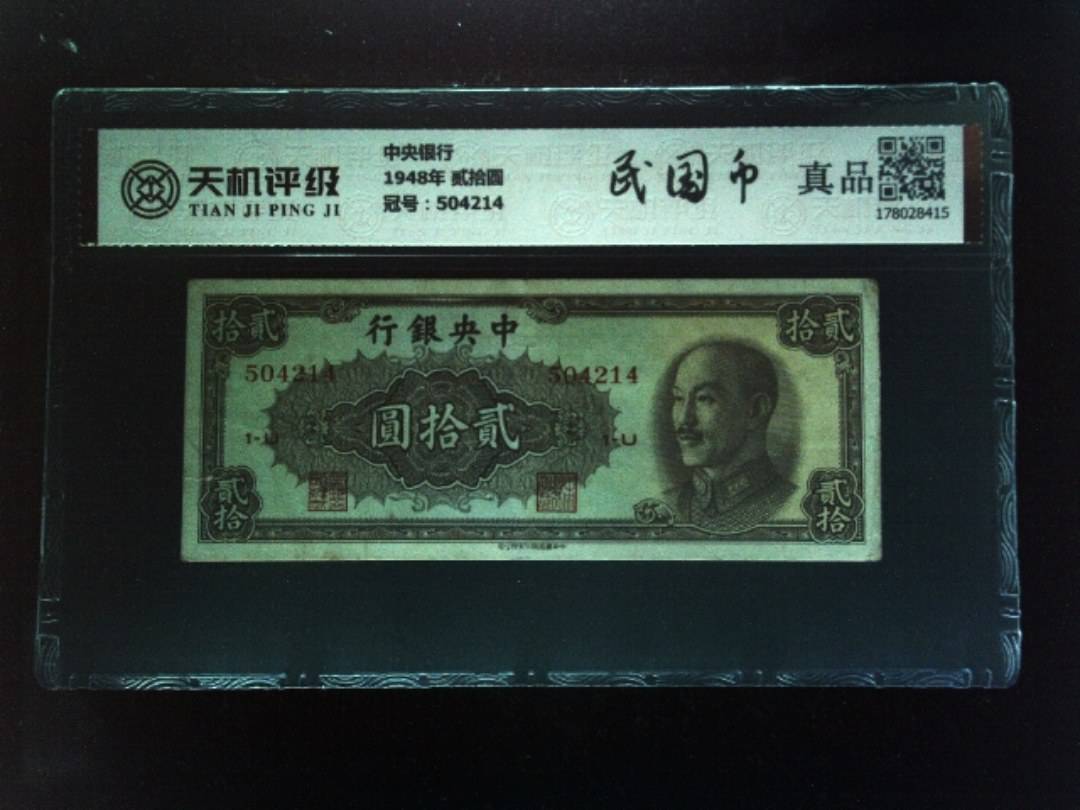 天机评级
TIAN JI PING JI
中央银行
1948年 贰拾圆
冠号：504214
民国币
真品
178028415
拾貳
行銀央中
拾貳
504214
504214
圓拾貳
1-U
1-U
貳拾
貳拾